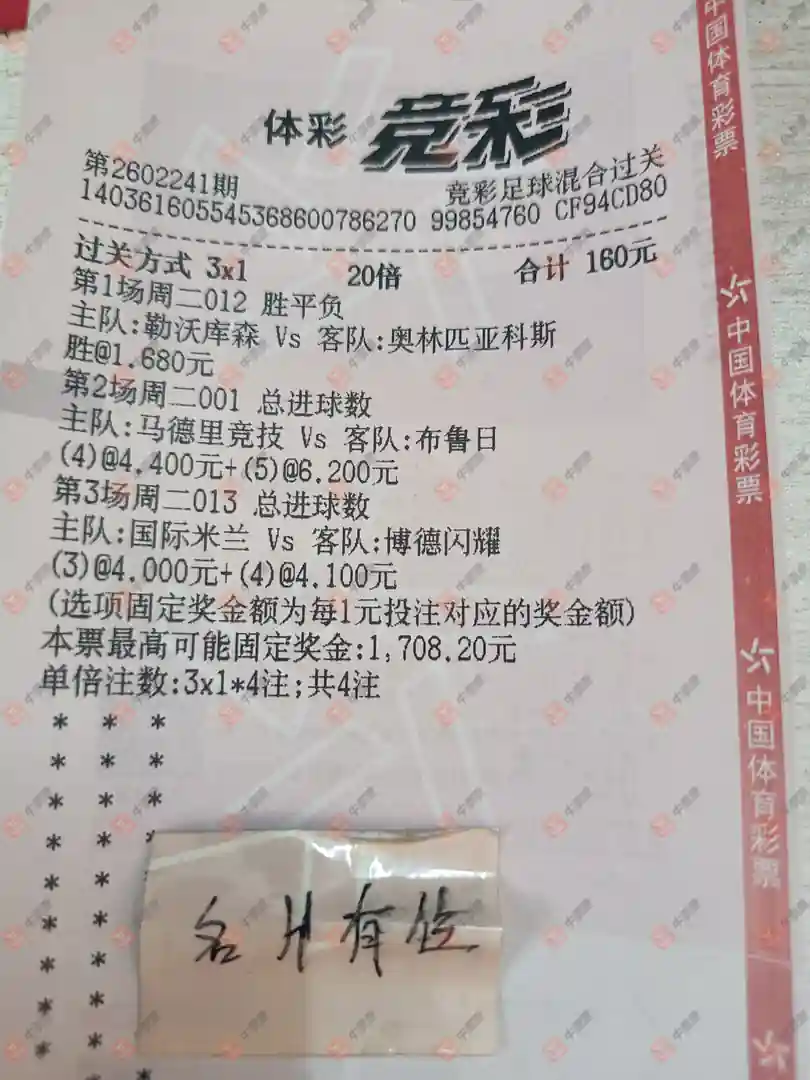 体彩 竞彩
第2602241期
竞彩足球混合过关
140361605545368600786270 99854760 CF94CD80
过关方式 3x1 20倍 合计 160元
第1场周二012 胜平负
主队:勒沃库森 Vs 客队:奥林匹亚科斯
胜@1.680元
第2场周二001 总进球数
主队:马德里竞技 Vs 客队:布鲁日
(4)@4.400元+(5)@6.200元
第3场周二013 总进球数
主队:国际米兰 Vs 客队:博德闪耀
(3)@4.000元+(4)@4.100元
(选项固定奖金额为每1元投注对应的奖金额)
本票最高可能固定奖金:1,708.20元
单倍注数:3x1*4注;共4注
名片有位
中国体育彩票
中国体育彩票
中国体育彩票